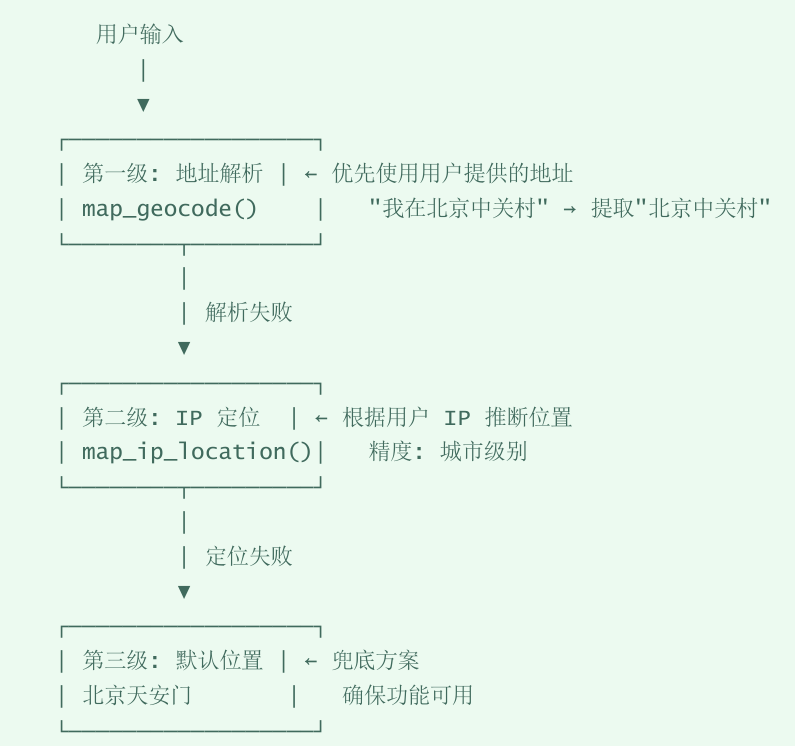 用户输入
│
▼
┌─────────────────┐
│ 第一级: 地址解析 │ ← 优先使用用户提供的地址
│ map_geocode()    │   "我在北京中关村" → 提取"北京中关村"
└────────┬────────┘
│
│ 解析失败
▼
┌─────────────────┐
│ 第二级: IP 定位  │ ← 根据用户 IP 推断位置
│ map_ip_location()│   精度: 城市级别
└────────┬────────┘
│
│ 定位失败
▼
┌─────────────────┐
│ 第三级: 默认位置 │ ← 兜底方案
│ 北京天安门       │   确保功能可用
└─────────────────┘